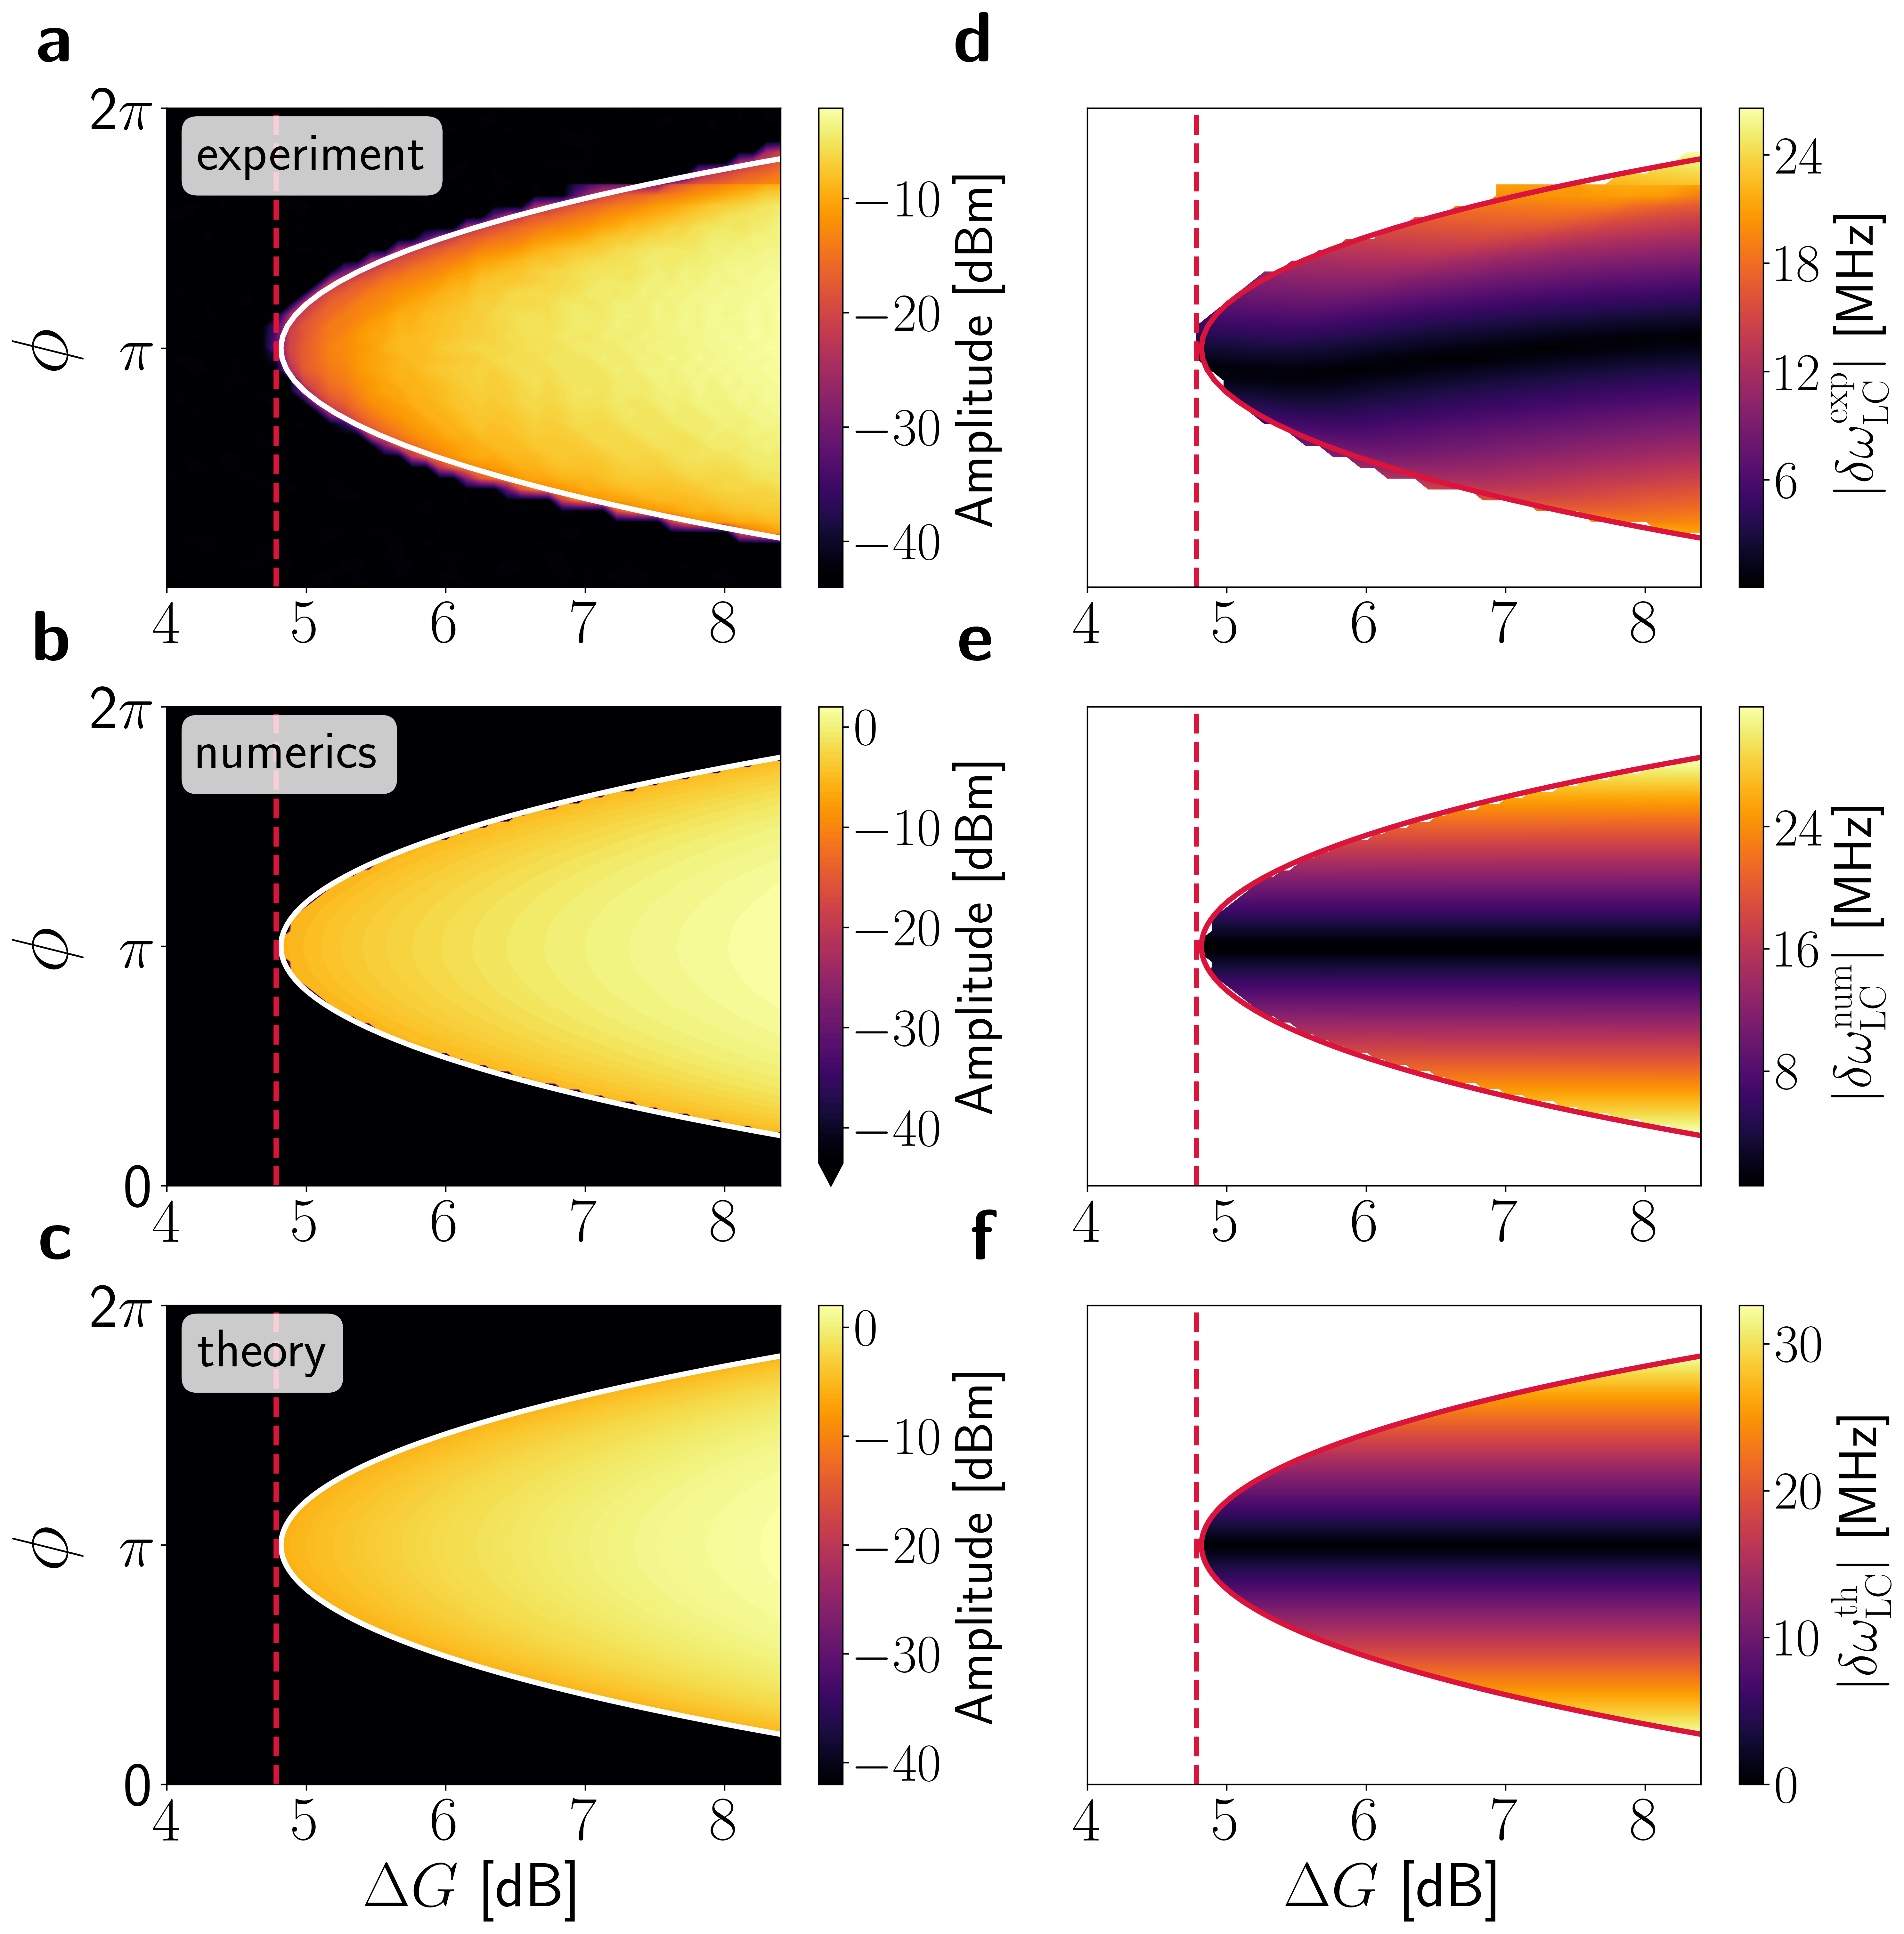 a
2π
experiment
π
ϕ
4 5 6 7 8
−10
−20
−30
−40
Amplitude [dBm]
d
4 5 6 7 8
24
18
12
6
|δω_LC^exp| [MHz]
b
2π
numerics
π
ϕ
0
4 5 6 7 8
0
−10
−20
−30
−40
Amplitude [dBm]
e
4 5 6 7 8
24
16
8
|δω_LC^num| [MHz]
c
2π
theory
π
ϕ
0
4 5 6 7 8
ΔG [dB]
0
−10
−20
−30
−40
Amplitude [dBm]
f
4 5 6 7 8
ΔG [dB]
30
20
10
0
|δω_LC^th| [MHz]